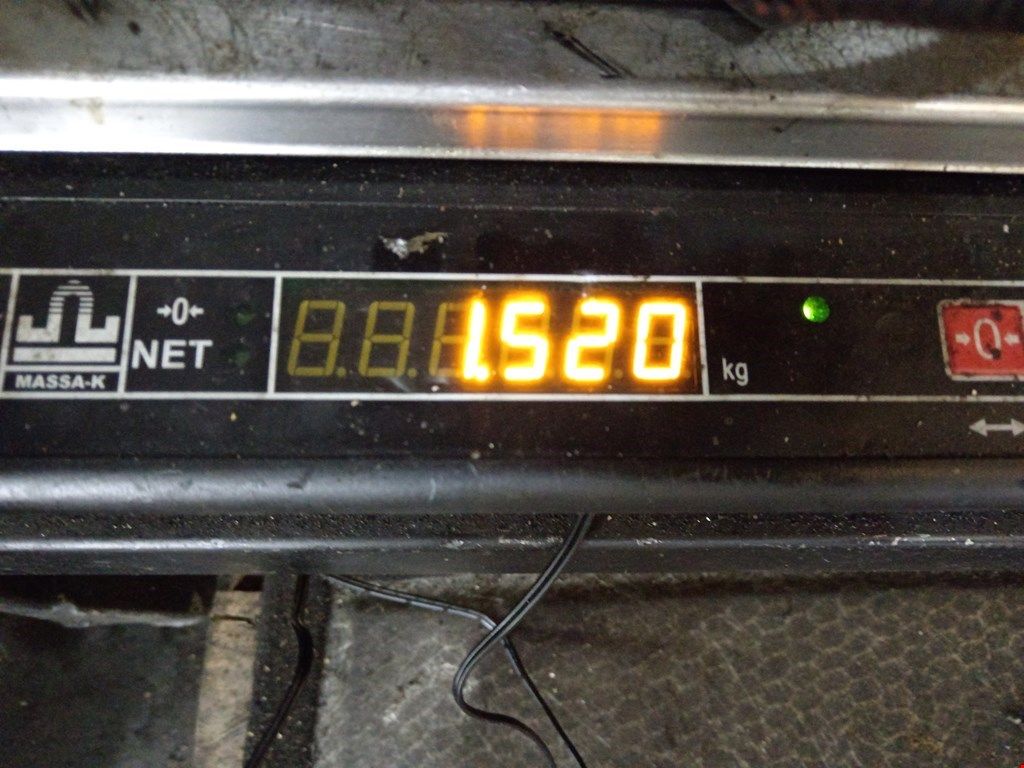 →0←
NET
MASSA-K
1.520
kg
→0←